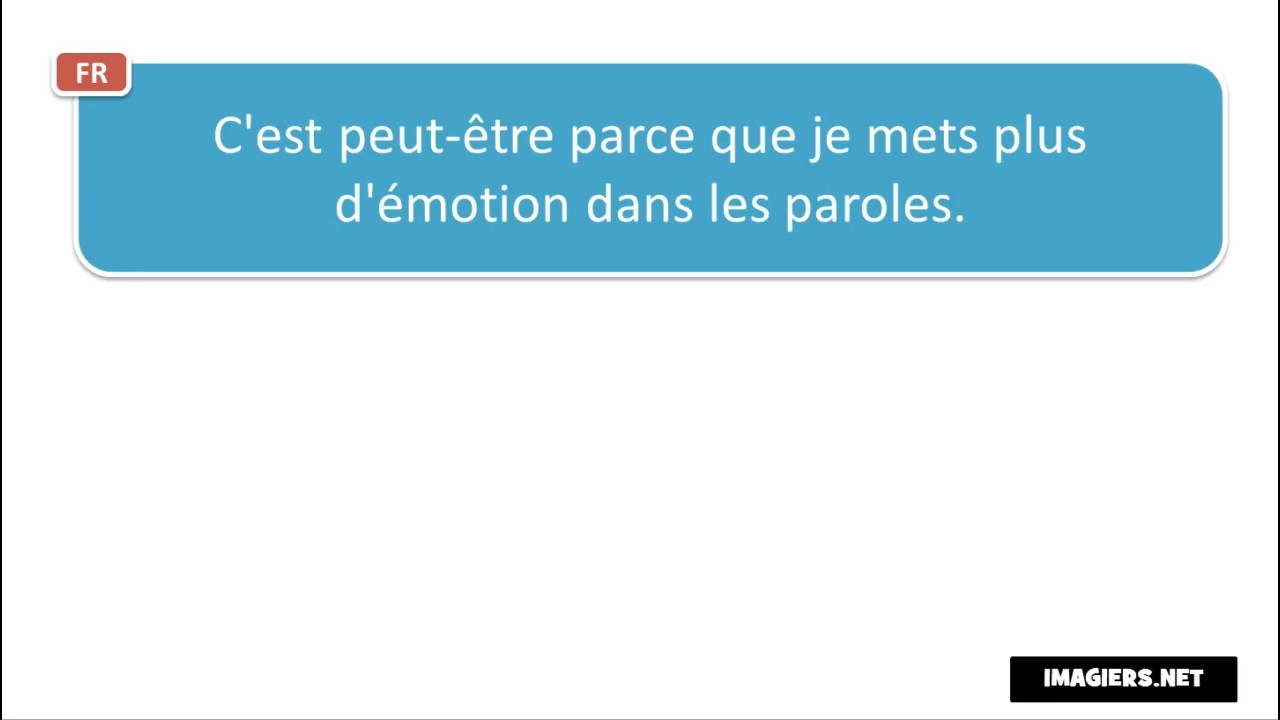 FR
C'est peut-être parce que je mets plus
d'émotion dans les paroles.
IMAGIERS.NET